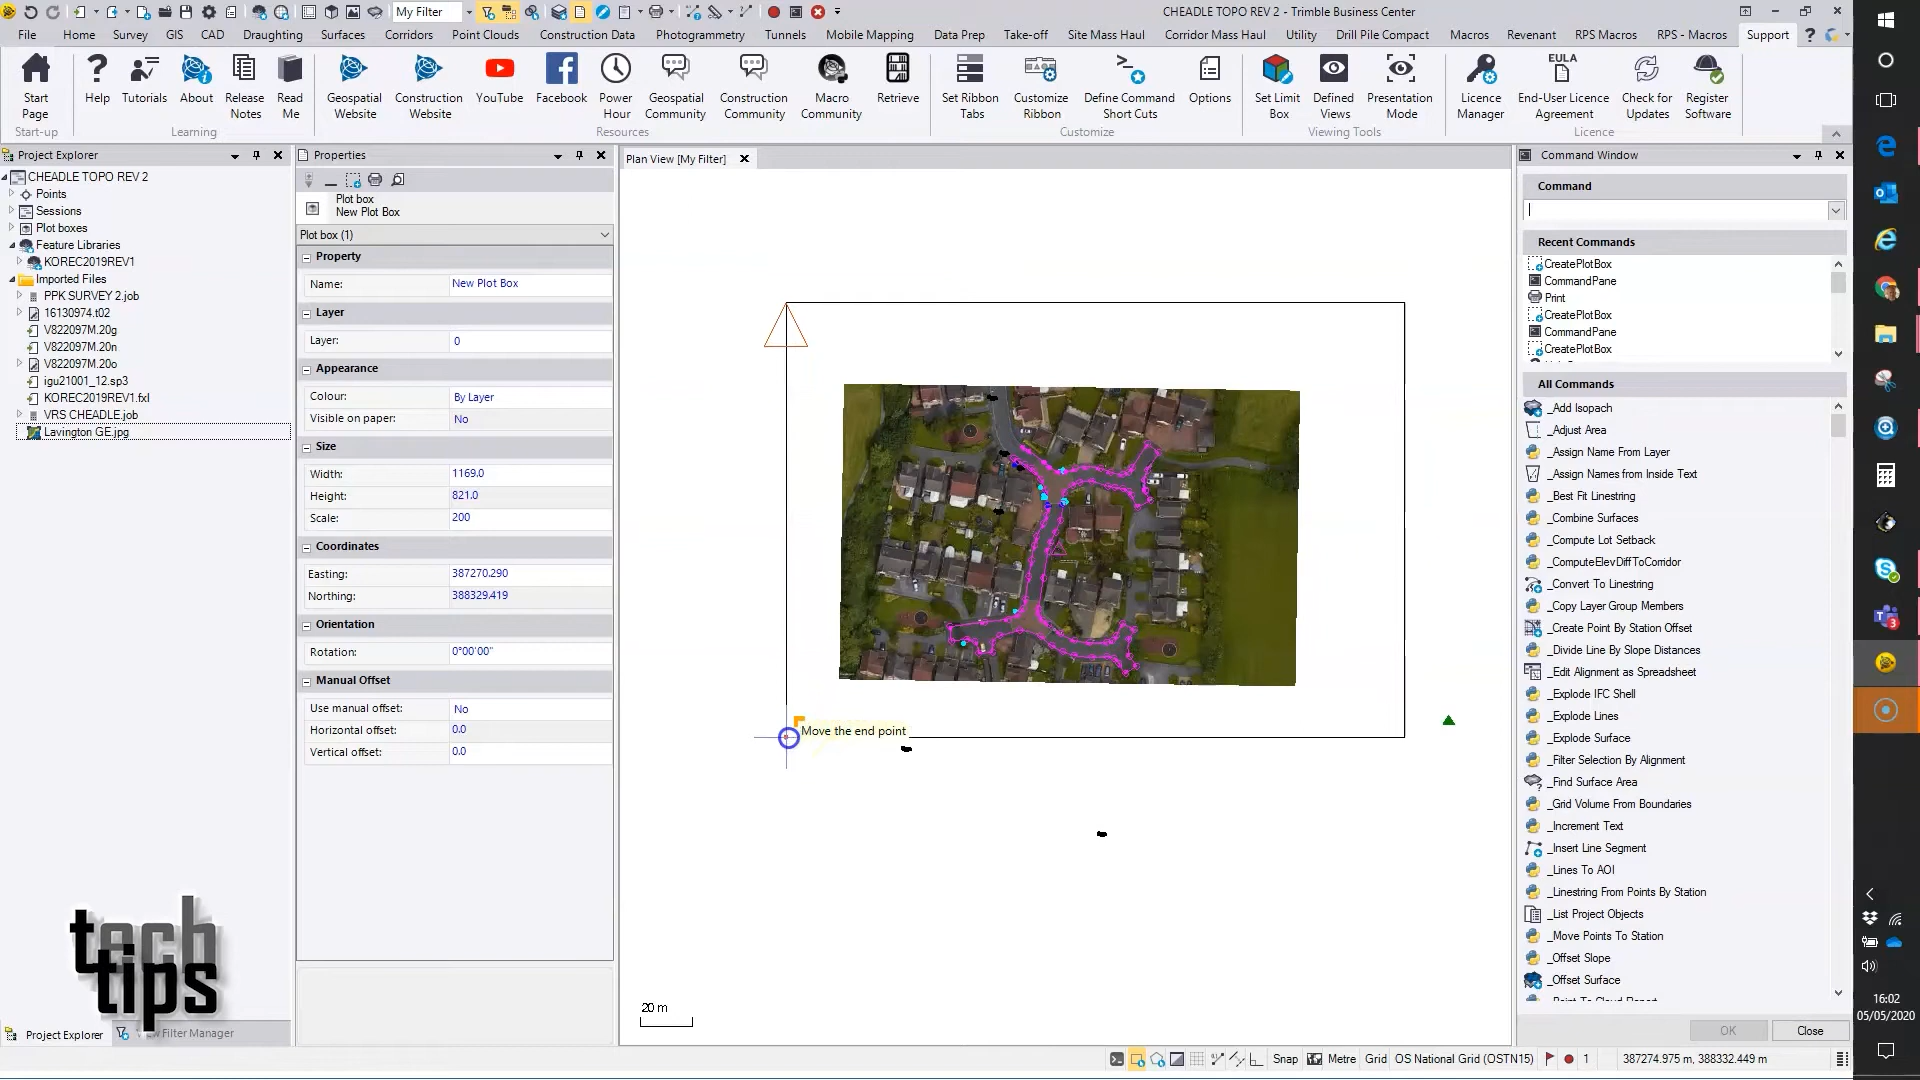 My Filter
CHEADLE TOPO REV 2 - Trimble Business Center
File Home Survey GIS CAD Draughting Surfaces Corridors Point Clouds Construction Data Photogrammetry Tunnels Mobile Mapping Data Prep Take-off Site Mass Haul Corridor Mass Haul Utility Drill Pile Compact Macros Revenant RPS Macros RPS - Macros Support
Start Page
Help
Tutorials
About
Release Notes
Read Me
Geospatial Website
Construction Website
YouTube
Facebook
Power Hour
Geospatial Community
Construction Community
Macro Community
Retrieve
Set Ribbon Tabs
Customize Ribbon
Define Command Short Cuts
Options
Set Limit Box
Defined Views
Presentation Mode
Licence Manager
EULA
End-User Licence Agreement
Check for Updates
Register Software
Start-up Learning Resources Customize Viewing Tools Licence
Project Explorer
CHEADLE TOPO REV 2
Points
Sessions
Plot boxes
Feature Libraries
KOREC2019REV1
Imported Files
PPK SURVEY 2.job
16130974.t02
V822097M.20g
V822097M.20n
V822097M.20o
igu21001_12.sp3
KOREC2019REV1.fxl
VRS CHEADLE.job
Lavington GE.jpg
tech
tips
Project Explorer
View Filter Manager
Properties
Plot box
New Plot Box
Plot box (1)
Property
Name: New Plot Box
Layer
Layer: 0
Appearance
Colour: By Layer
Visible on paper: No
Size
Width: 1169.0
Height: 821.0
Scale: 200
Coordinates
Easting: 387270.290
Northing: 388329.419
Orientation
Rotation: 0°00'00"
Manual Offset
Use manual offset: No
Horizontal offset: 0.0
Vertical offset: 0.0
Plan View [My Filter]
Move the end point
20 m
Command Window
Command
Recent Commands
CreatePlotBox
CommandPane
Print
CreatePlotBox
CommandPane
CreatePlotBox
All Commands
_Add Isopach
_Adjust Area
_Assign Name From Layer
_Assign Names from Inside Text
_Best Fit Linestring
_Combine Surfaces
_Compute Lot Setback
_ComputeElevDiffToCorridor
_Convert To Linestring
_Copy Layer Group Members
_Create Point By Station Offset
_Divide Line By Slope Distances
_Edit Alignment as Spreadsheet
_Explode IFC Shell
_Explode Lines
_Explode Surface
_Filter Selection By Alignment
_Find Surface Area
_Grid Volume From Boundaries
_Increment Text
_Insert Line Segment
_Lines To AOI
_Linestring From Points By Station
_List Project Objects
_Move Points To Station
_Offset Slope
_Offset Surface
OK Close
Snap Metre Grid OS National Grid (OSTN15) 1 387274.975 m, 388332.449 m
3
16:02
05/05/2020